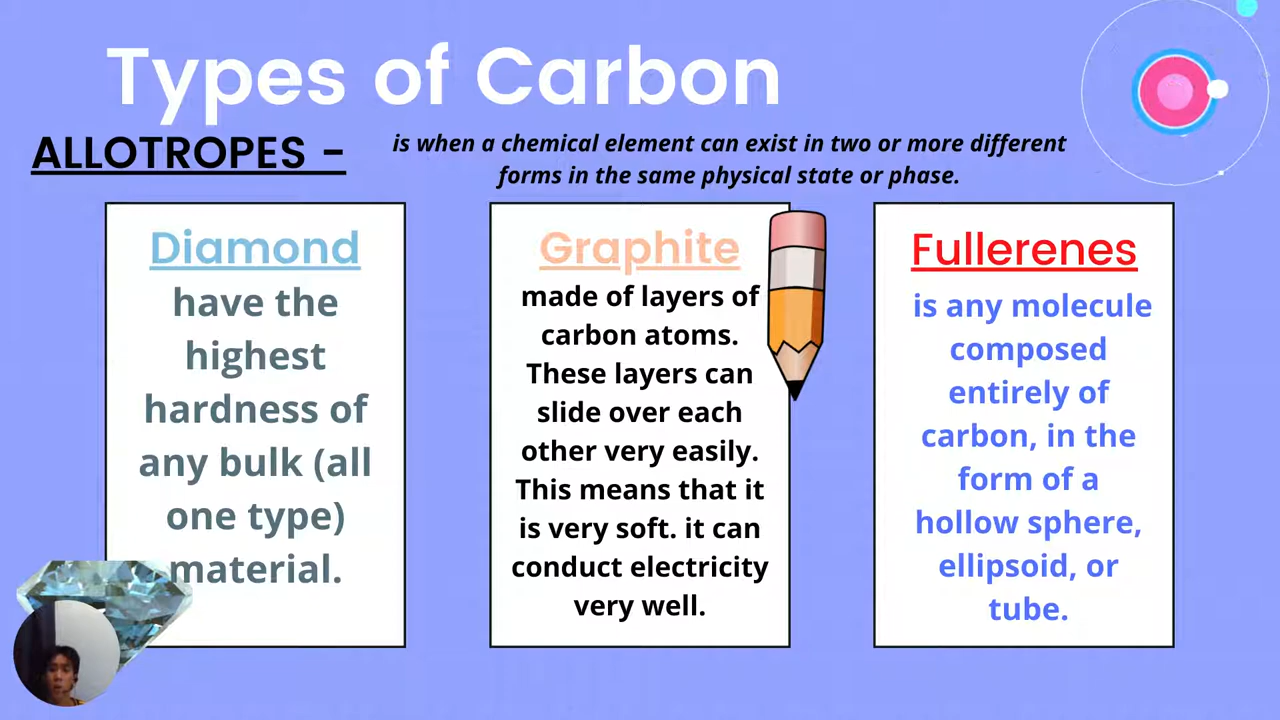 Types of Carbon
ALLOTROPES -
is when a chemical element can exist in two or more different
forms in the same physical state or phase.
Diamond
have the
highest
hardness of
any bulk (all
one type)
material.
Graphite
made of layers of
carbon atoms.
These layers can
slide over each
other very easily.
This means that it
is very soft. it can
conduct electricity
very well.
Fullerenes
is any molecule
composed
entirely of
carbon, in the
form of a
hollow sphere,
ellipsoid, or
tube.